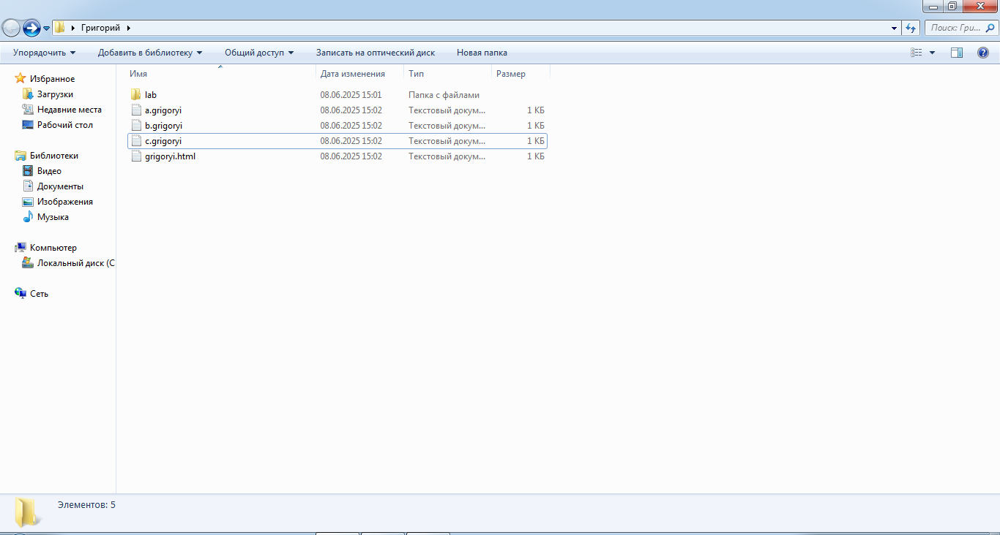 Григорий
Поиск: Гри...
Упорядочить
Добавить в библиотеку
Общий доступ
Записать на оптический диск
Новая папка
Избранное
Загрузки
Недавние места
Рабочий стол
Библиотеки
Видео
Документы
Изображения
Музыка
Компьютер
Локальный диск (C
Сеть
Имя Дата изменения Тип Размер
lab 08.06.2025 15:01 Папка с файлами
a.grigoryi 08.06.2025 15:02 Текстовый докум... 1 КБ
b.grigoryi 08.06.2025 15:02 Текстовый докум... 1 КБ
c.grigoryi 08.06.2025 15:02 Текстовый докум... 1 КБ
grigoryi.html 08.06.2025 15:02 Текстовый докум... 1 КБ
Элементов: 5